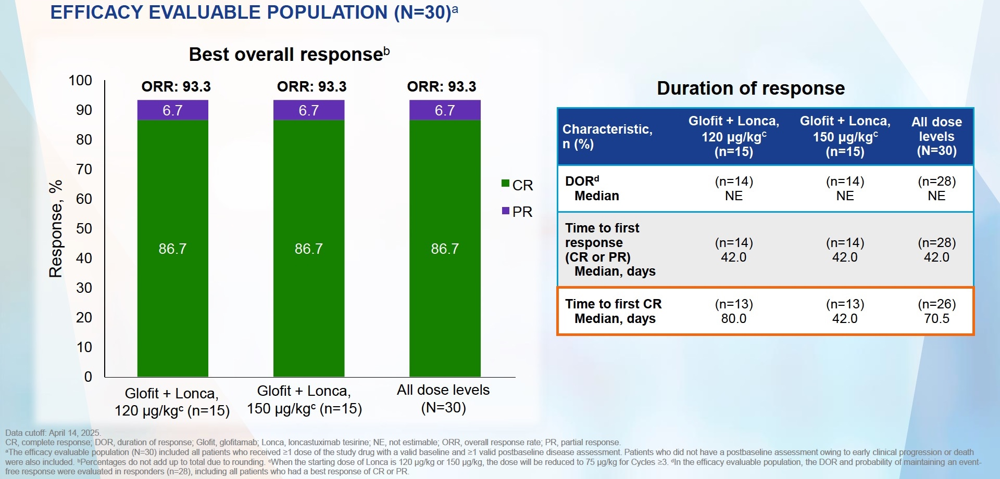 EFFICACY EVALUABLE POPULATION (N=30)ᵃ
Best overall responseᵇ
100
90
80
70
60
50
40
30
20
10
0
Response, %
ORR: 93.3
ORR: 93.3
ORR: 93.3
6.7
6.7
6.7
86.7
86.7
86.7
CR
PR
Glofit + Lonca,
120 μg/kgᶜ (n=15)
Glofit + Lonca,
150 μg/kgᶜ (n=15)
All dose levels
(N=30)
Duration of response
Characteristic,
n (%)
Glofit + Lonca,
120 μg/kgᶜ
(n=15)
Glofit + Lonca,
150 μg/kgᶜ
(n=15)
All dose
levels
(N=30)
DORᵈ
Median
(n=14)
NE
(n=14)
NE
(n=28)
NE
Time to first
response
(CR or PR)
Median, days
(n=14)
42.0
(n=14)
42.0
(n=28)
42.0
Time to first CR
Median, days
(n=13)
80.0
(n=13)
42.0
(n=26)
70.5
Data cutoff: April 14, 2025.
CR, complete response; DOR, duration of response; Glofit, glofitamab; Lonca, loncastuximab tesirine; NE, not estimable; ORR, overall response rate; PR, partial response.
ᵃThe efficacy evaluable population (N=30) included all patients who received ≥1 dose of the study drug with a valid baseline and ≥1 valid postbaseline disease assessment. Patients who did not have a postbaseline assessment owing to early clinical progression or death
were also included. ᵇPercentages do not add up to total due to rounding. ᶜWhen the starting dose of Lonca is 120 μg/kg or 150 μg/kg, the dose will be reduced to 75 μg/kg for Cycles ≥3. ᵈIn the efficacy evaluable population, the DOR and probability of maintaining an event-
free response were evaluated in responders (n=28), including all patients who had a best response of CR or PR.